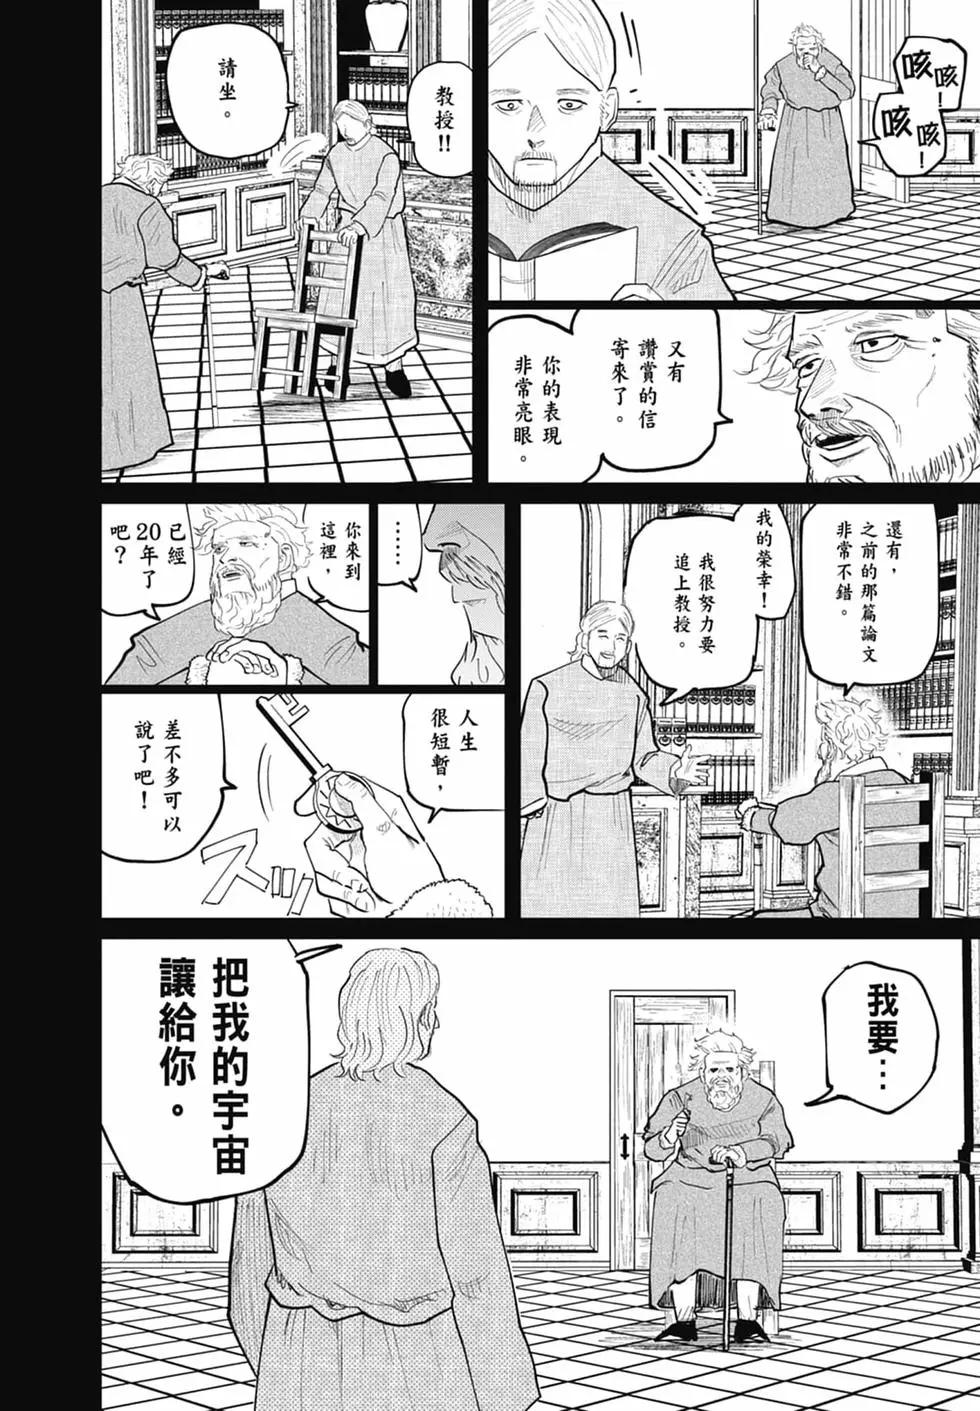 咳！
咳！
咳！
咳！
教授!!
請坐。
又有
讚賞的信
寄來了。
你的表現
非常亮眼。
還有，
之前的那篇論文
非常不錯。
我的榮幸！
我很努力要
追上教授。
……
你來到
這裡，
已經
20年了
吧？
人生
很短暫，
差不多可以
說了吧！
ズッ
我要…
把我的宇宙
讓給你。